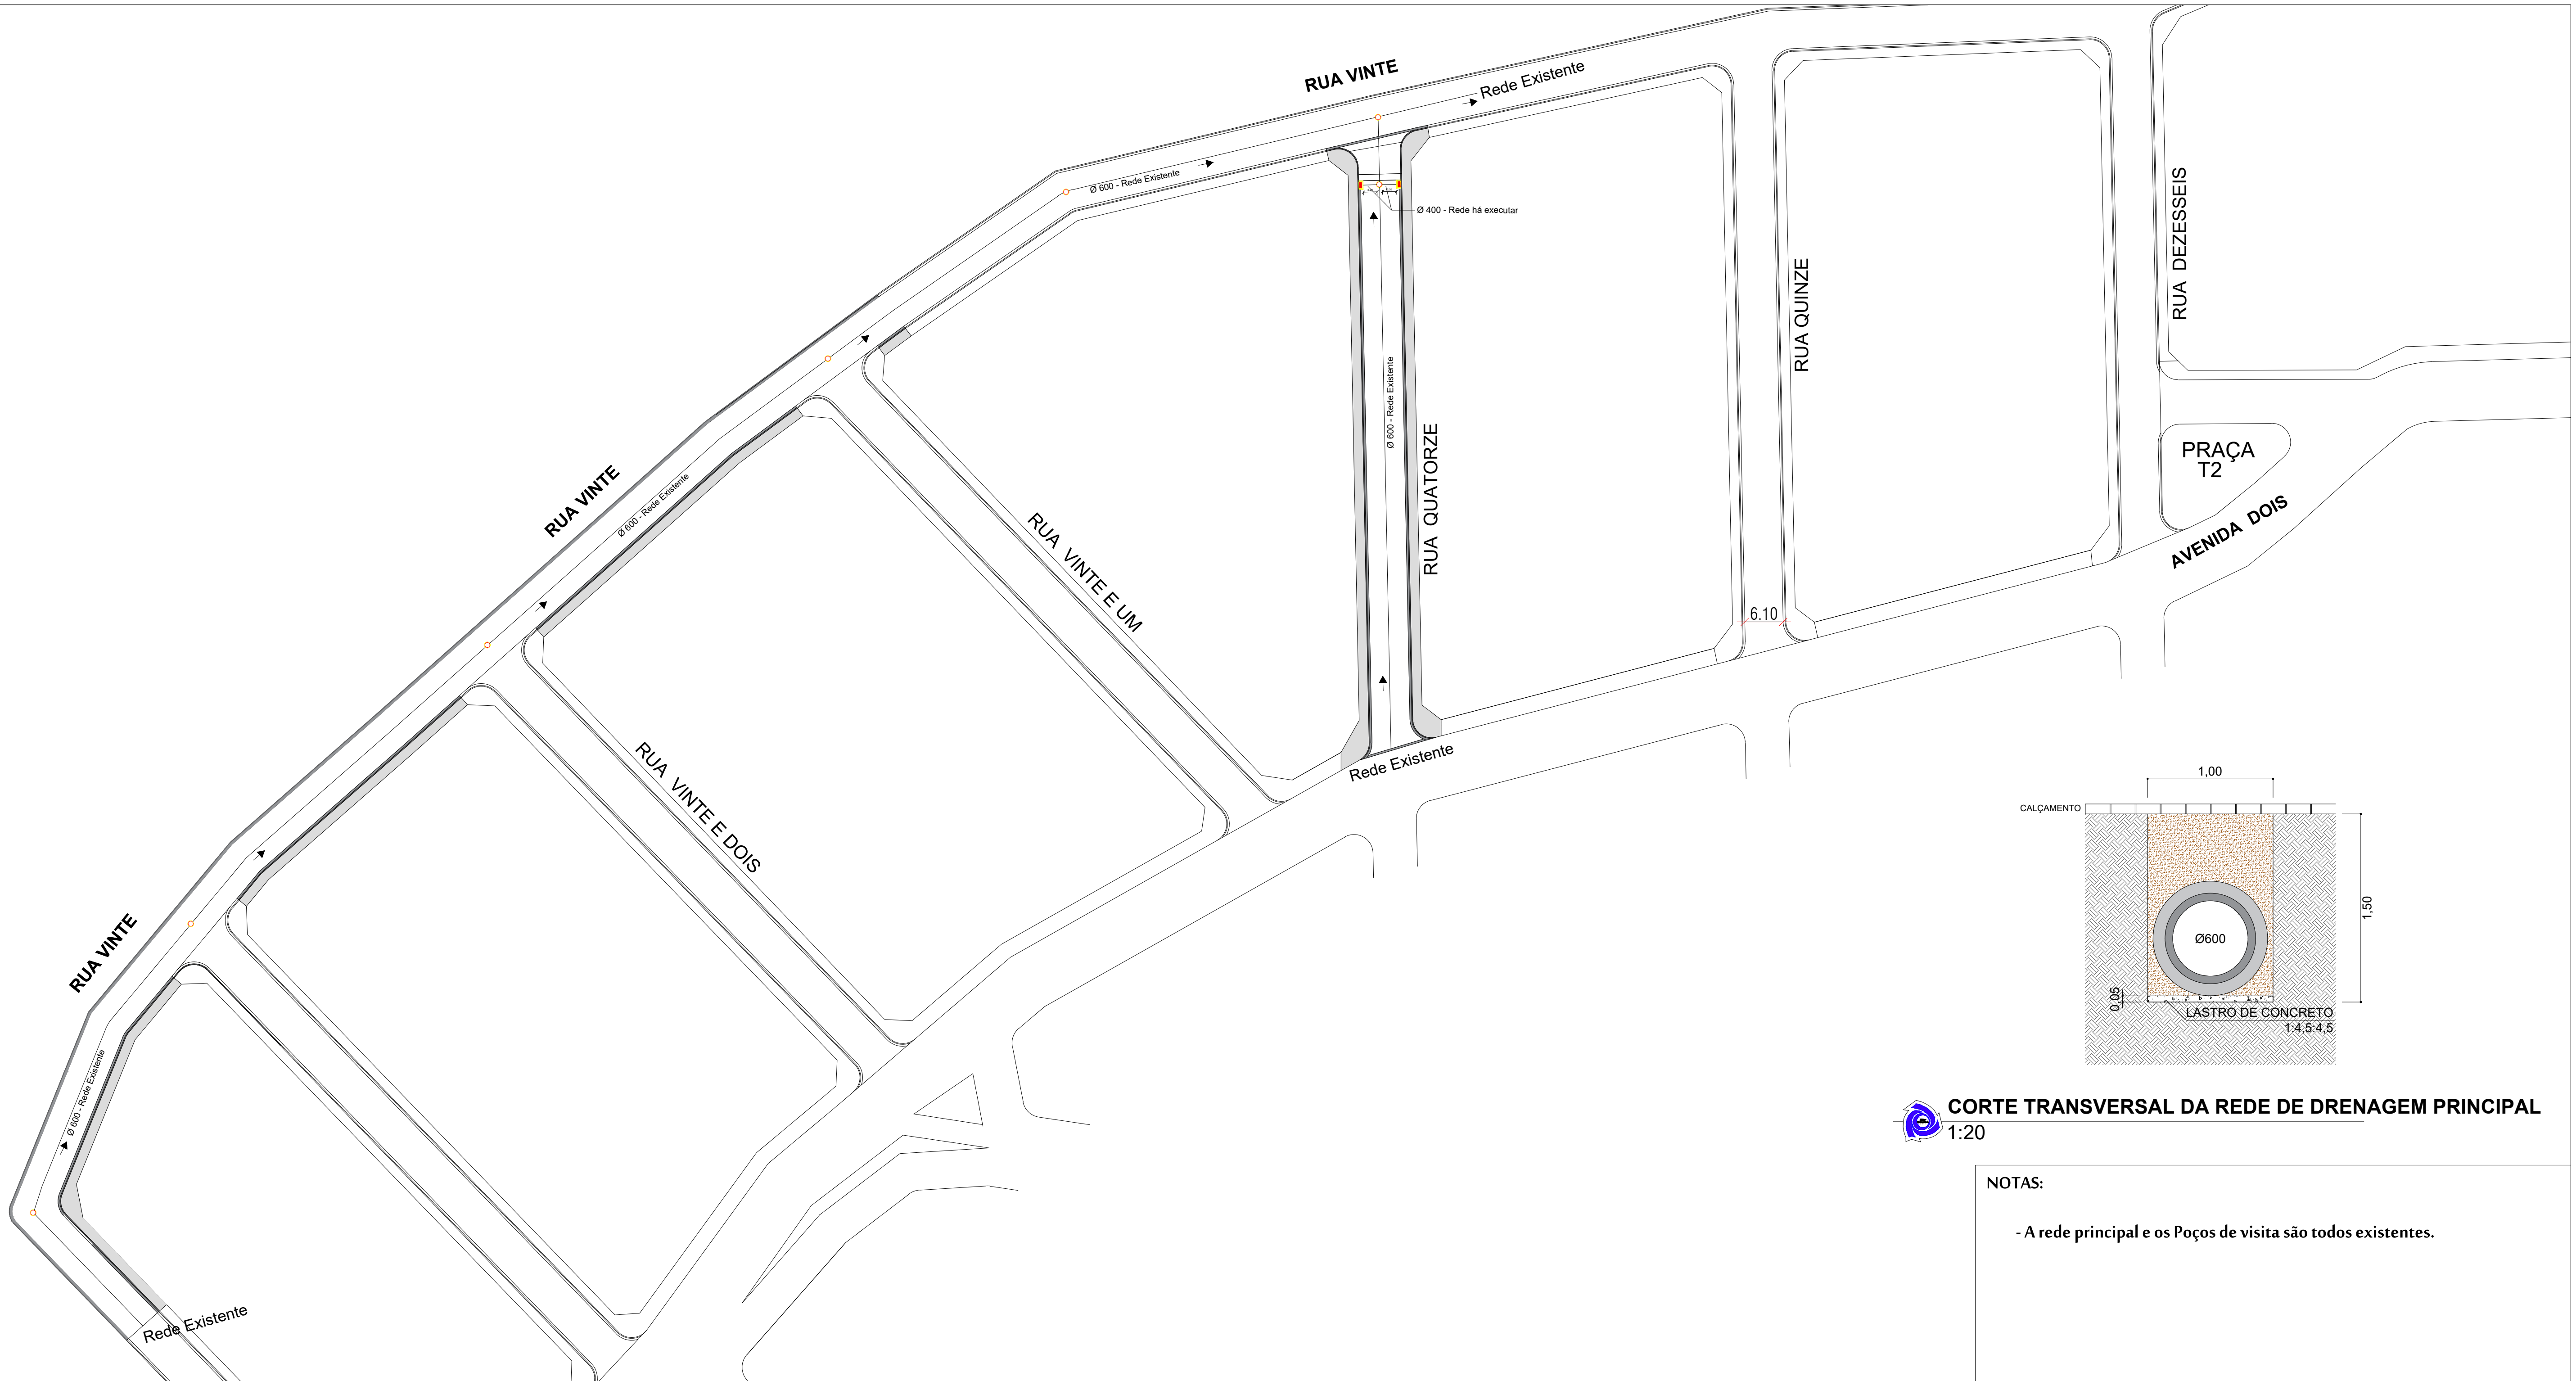 RUA VINTE
Rede Existente
Ø 600 - Rede Existente
Ø 400 - Rede há executar
RUA DEZESSEIS
RUA QUINZE
Ø 600 - Rede Existente
RUA QUATORZE
PRAÇA
T2
AVENIDA DOIS
RUA VINTE
Ø 600 - Rede Existente
RUA VINTE E UM
6.10
Rede Existente
RUA VINTE E DOIS
RUA VINTE
Ø 600 - Rede Existente
Rede Existente
1,00
CALÇAMENTO
1,50
Ø600
0,05
LASTRO DE CONCRETO
1:4,5:4,5
CORTE TRANSVERSAL DA REDE DE DRENAGEM PRINCIPAL
1:20
NOTAS:
- A rede principal e os Poços de visita são todos existentes.